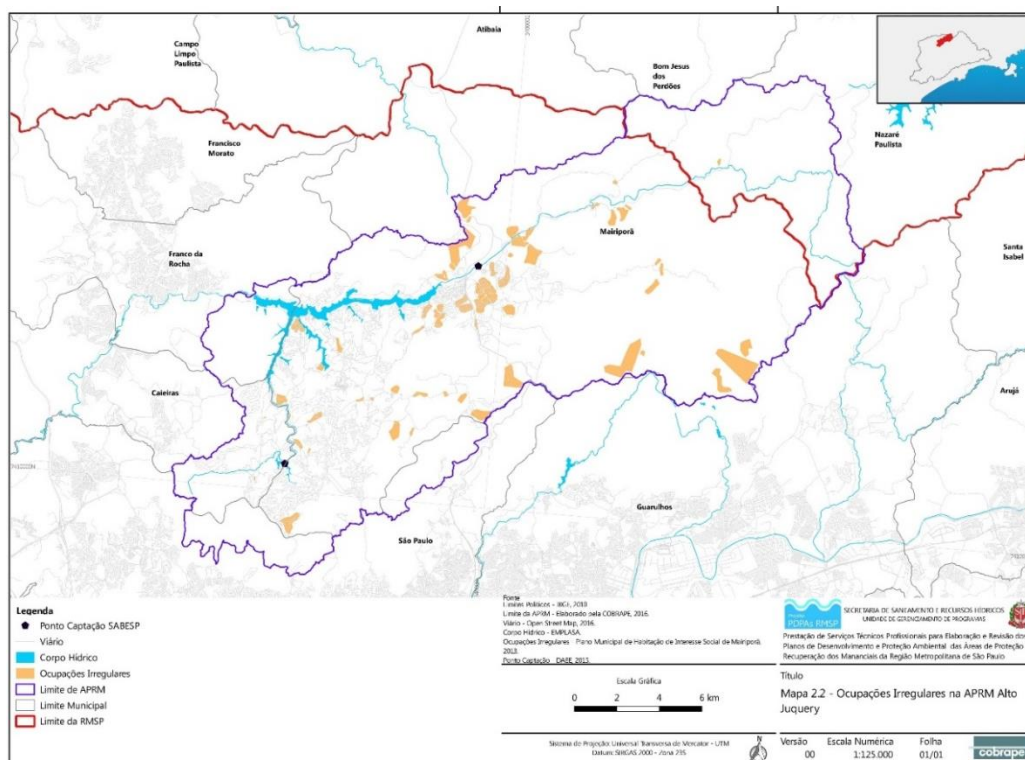 Atibaia
Campo
Limpo
Paulista
Bom Jesus
dos
Perdões
Nazaré
Paulista
Francisco
Morato
Mairiporã
Franco da
Rocha
Santa
Isabel
Caieiras
Arujá
Guarulhos
São Paulo
Legenda
Ponto Captação SABESP
Viário
Corpo Hídrico
Ocupações Irregulares
Limite de APRM
Limite Municipal
Limite da RMSP
Fonte
Limites Políticos - IBGE, 2010
Limite da APRM - Elaborado pela COBRAPE, 2016.
Viário - Open Street Map, 2016.
Corpo Hídrico - EMPLASA.
Ocupações Irregulares Plano Municipal de Habitação de Interesse Social de Mairiporã,
2013.
Ponto Captação DAEE, 2013.
Escala Gráfica
0 2 4 6 km
Sistema de Projeção Universal Transversa de Mercator - UTM
Datum: SIRGAS 2000 - Zona 23S
N
PDPAs RMSP
SECRETARIA DE SANEAMENTO E RECURSOS HÍDRICOS
UNIDADE DE GERENCIAMENTO DE PROGRAMAS
Prestação de Serviços Técnicos Profissionais para Elaboração e Revisão dos
Planos de Desenvolvimento e Proteção Ambiental das Áreas de Proteção
Recuperação dos Mananciais da Região Metropolitana de São Paulo
Título
Mapa 2.2 - Ocupações Irregulares na APRM Alto
Juquery
Versão Escala Numérica Folha
00 1:125.000 01/01
cobrape